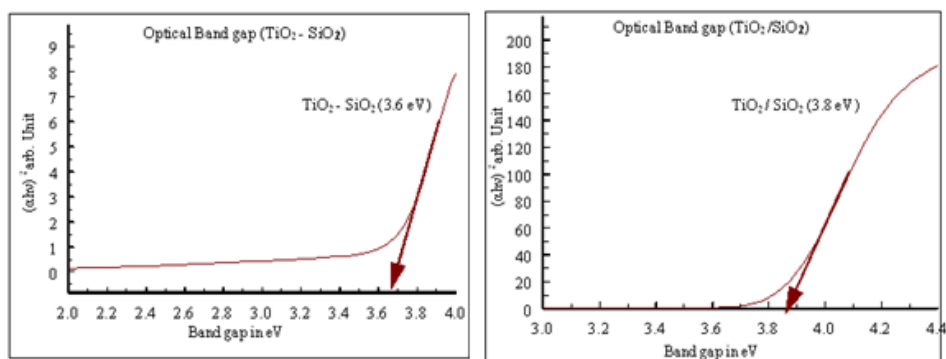 Optical Band gap (TiO₂ - SiO₂)
TiO₂ - SiO₂ (3.6 eV)
(αhν) ² arb. Unit
9
8
7
6
5
4
3
2
1
0
2.0 2.2 2.4 2.6 2.8 3.0 3.2 3.4 3.6 3.8 4.0
Band gap in eV
Optical Band gap (TiO₂ /SiO₂)
TiO₂ / SiO₂ (3.8 eV)
(αhν) ² arb. Unit
200
180
160
140
120
100
80
60
40
20
0
3.0 3.2 3.4 3.6 3.8 4.0 4.2 4.4
Band gap in eV